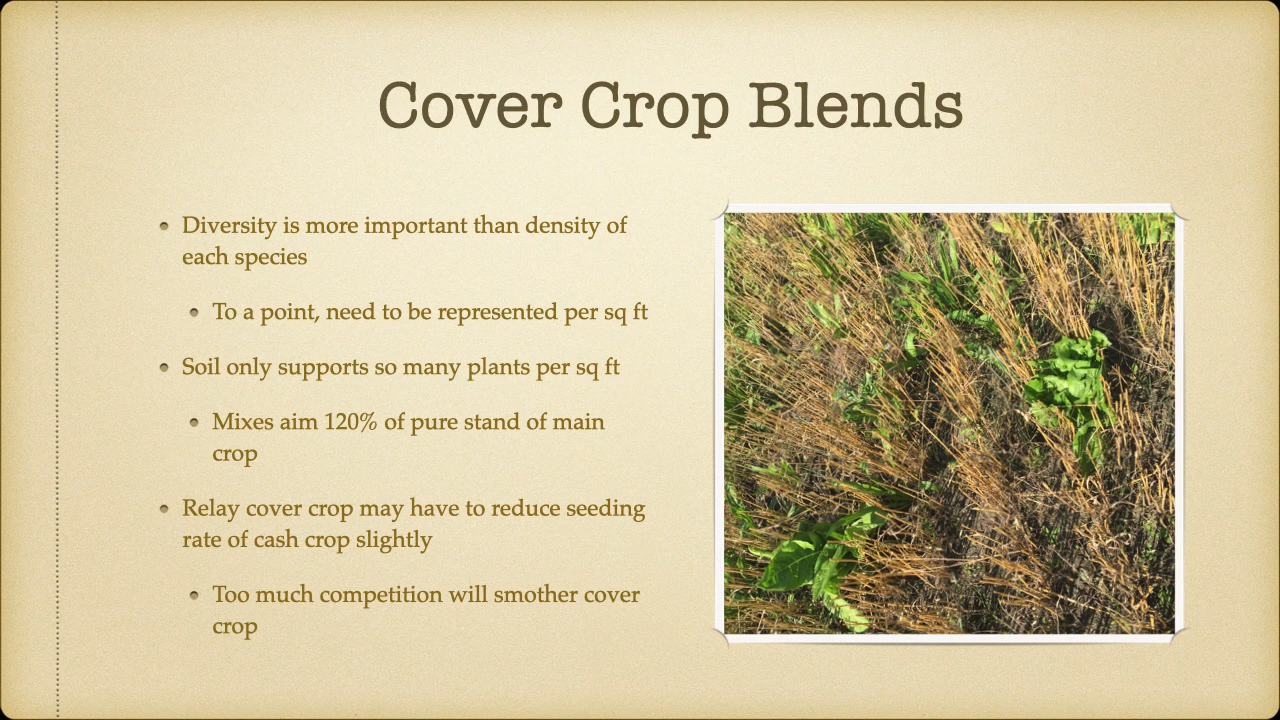 Cover Crop Blends
Diversity is more important than density of
each species
To a point, need to be represented per sq ft
Soil only supports so many plants per sq ft
Mixes aim 120% of pure stand of main
crop
Relay cover crop may have to reduce seeding
rate of cash crop slightly
Too much competition will smother cover
crop